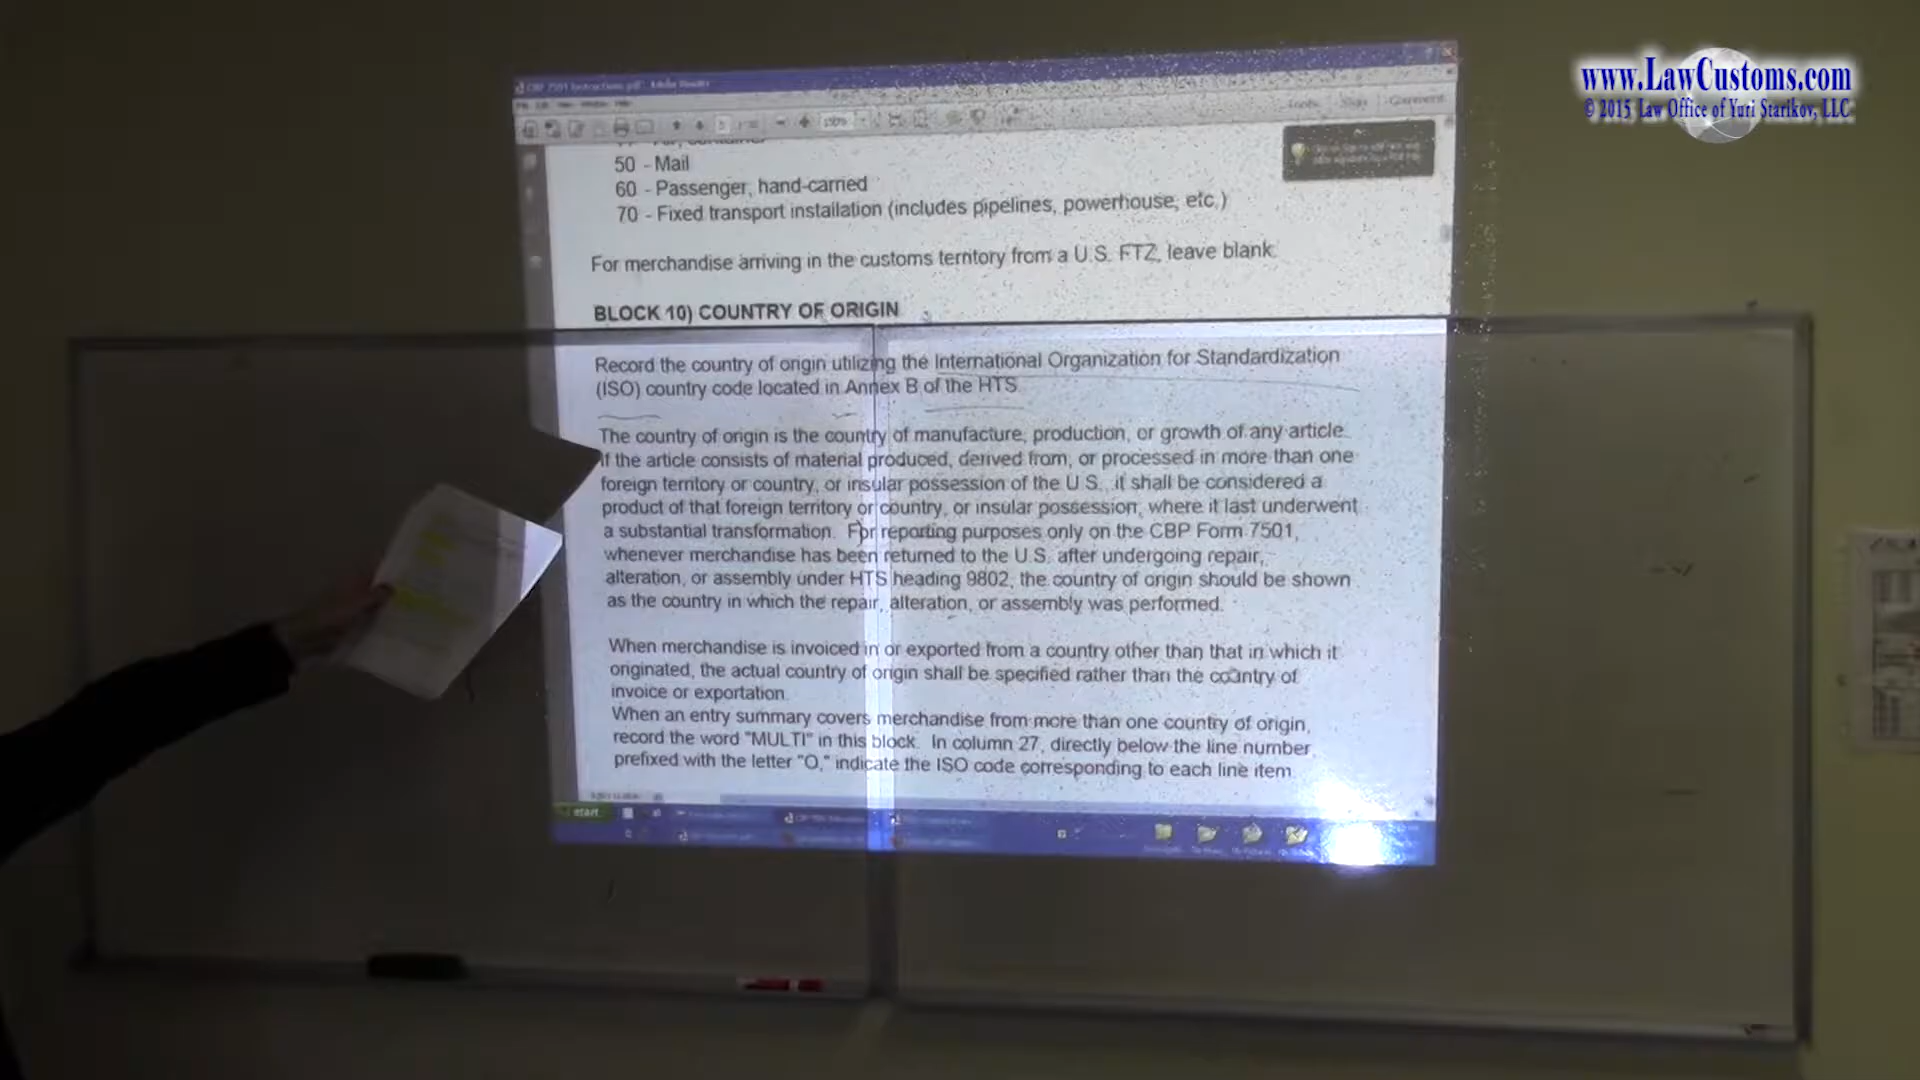 www.LawCustoms.com
© 2015 Law Office of Yuri Starikov, LLC
CBP 7501 Instructions.pdf - Adobe Reader
50 - Mail
60 - Passenger, hand-carried
70 - Fixed transport installation (includes pipelines, powerhouse, etc.)
For merchandise arriving in the customs territory from a U.S. FTZ, leave blank.
BLOCK 10) COUNTRY OF ORIGIN
Record the country of origin utilizing the International Organization for Standardization
(ISO) country code located in Annex B of the HTS
The country of origin is the country of manufacture, production, or growth of any article.
If the article consists of material produced, derived from, or processed in more than one
foreign territory or country, or insular possession of the U.S., it shall be considered a
product of that foreign territory or country, or insular possession, where it last underwent
a substantial transformation. For reporting purposes only on the CBP Form 7501,
whenever merchandise has been returned to the U.S. after undergoing repair,
alteration, or assembly under HTS heading 9802, the country of origin should be shown
as the country in which the repair, alteration, or assembly was performed.
When merchandise is invoiced in or exported from a country other than that in which it
originated, the actual country of origin shall be specified rather than the country of
invoice or exportation.
When an entry summary covers merchandise from more than one country of origin,
record the word "MULTI" in this block. In column 27, directly below the line number
prefixed with the letter "O," indicate the ISO code corresponding to each line item
start